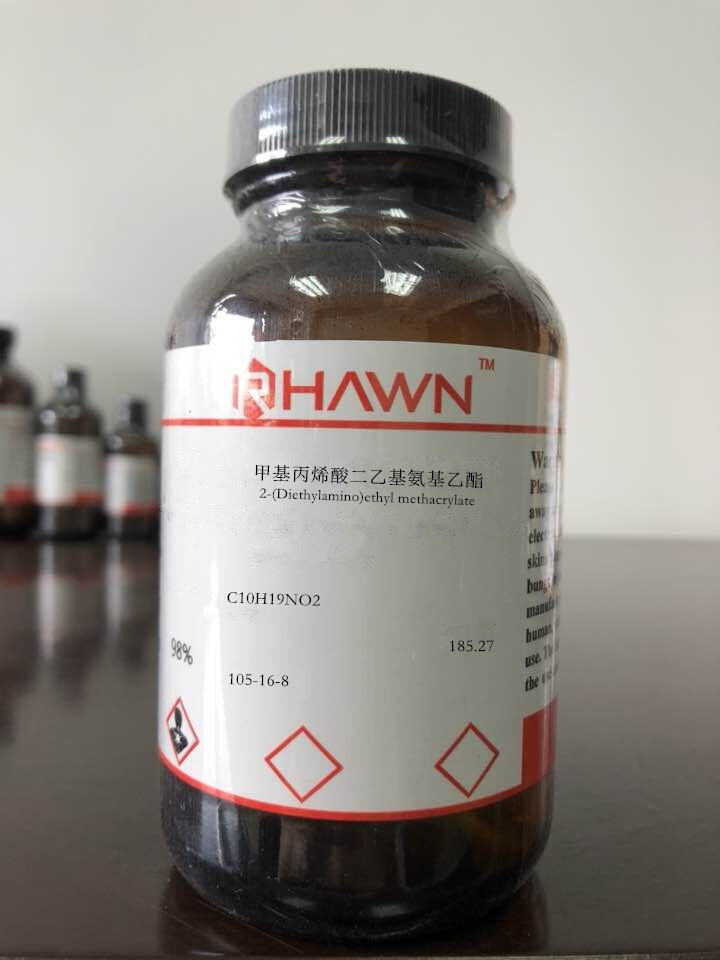 RHAWN™
甲基丙烯酸二乙基氨基乙酯
2-(Diethylamino)ethyl methacrylate
C10H19NO2
98%
185.27
105-16-8
skin
human,
use.
the